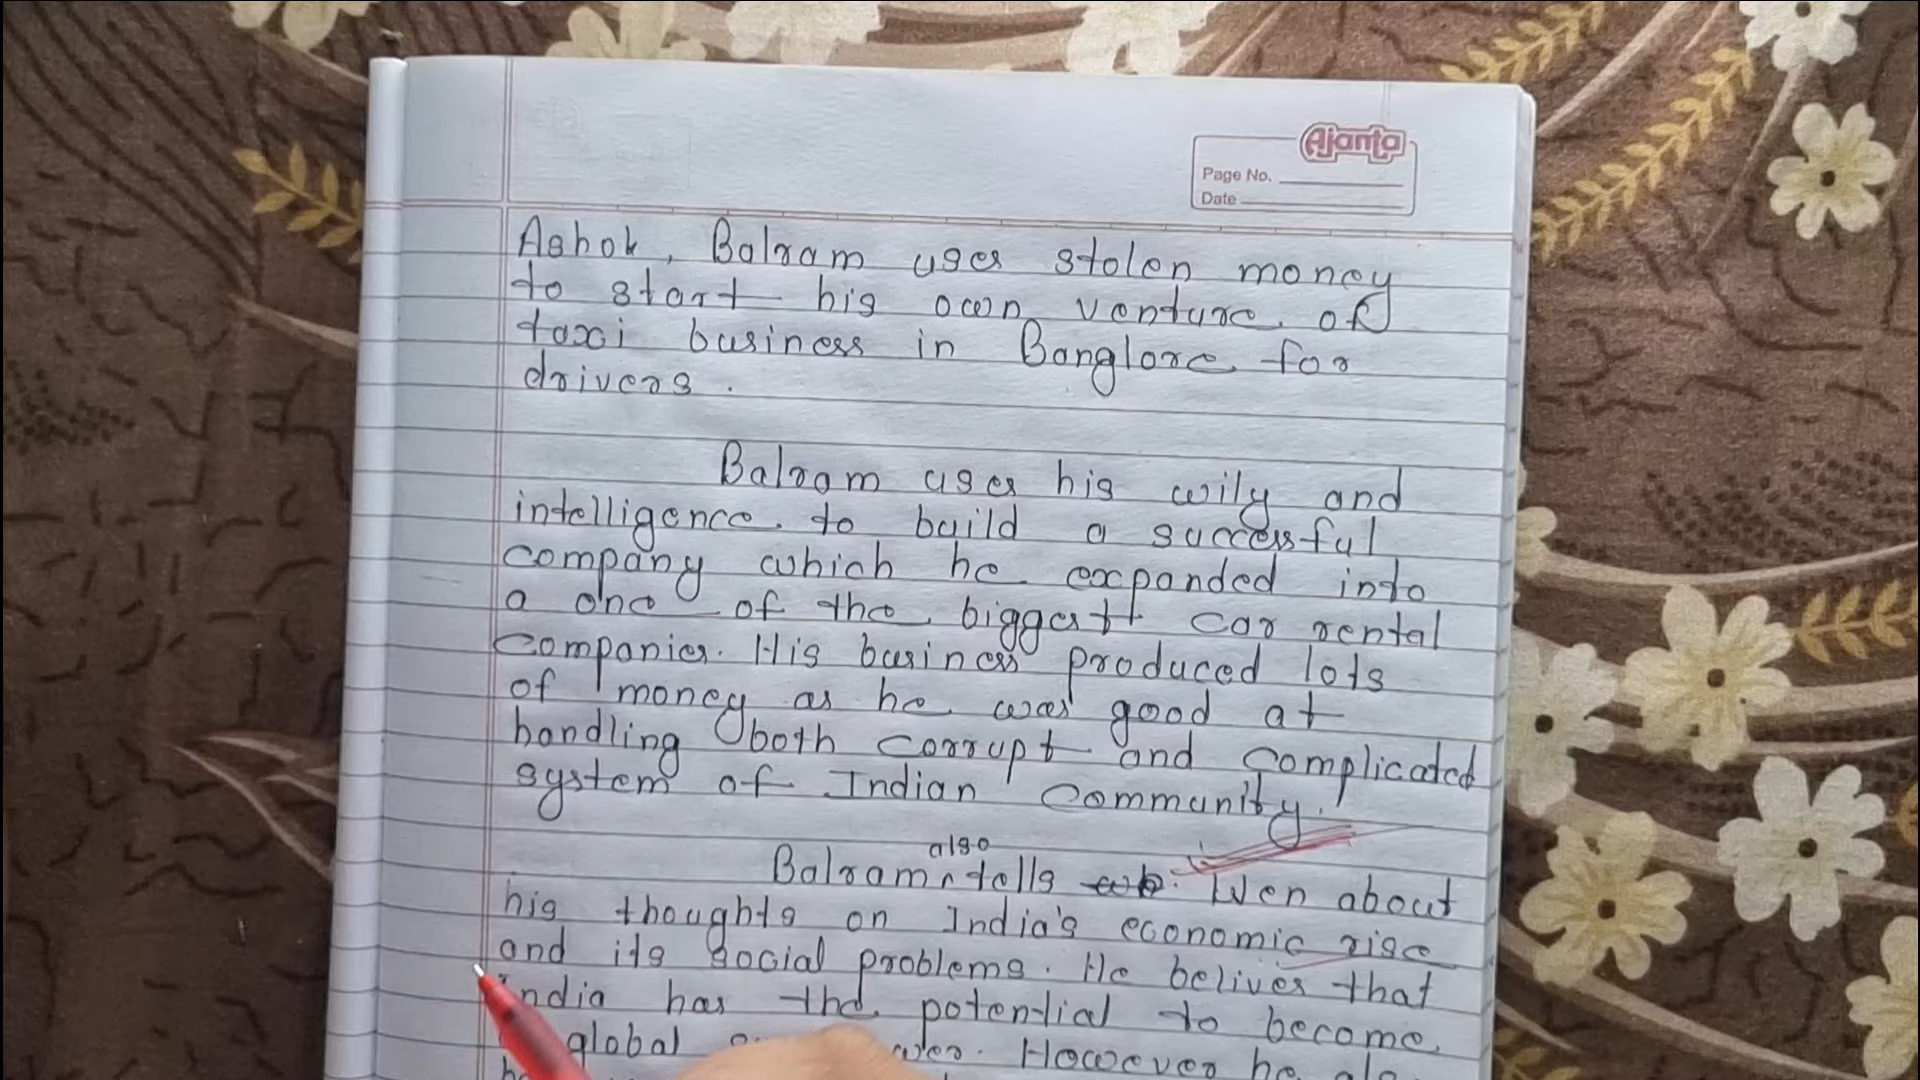 Ajanta
Page No.
Date
Ashok, Balram uses stolen money
to start his own venture of
taxi business in Banglore for
drivers.
Balram uses his wily and
intelligence to build a successful
company which he expanded into
a one of the biggest car rental
companies. His business produced lots
of money as he was good at
handling both corrupt and complicated
system of Indian Community.
also
Balram tells Wen about
his thoughts on India's economic rise
and its social problems. He belives that
India has the potential to become
global However he